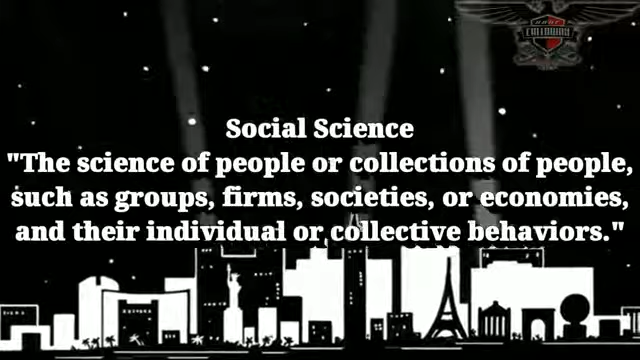 Social Science
"The science of people or collections of people,
such as groups, firms, societies, or economies,
and their individual or collective behaviors."